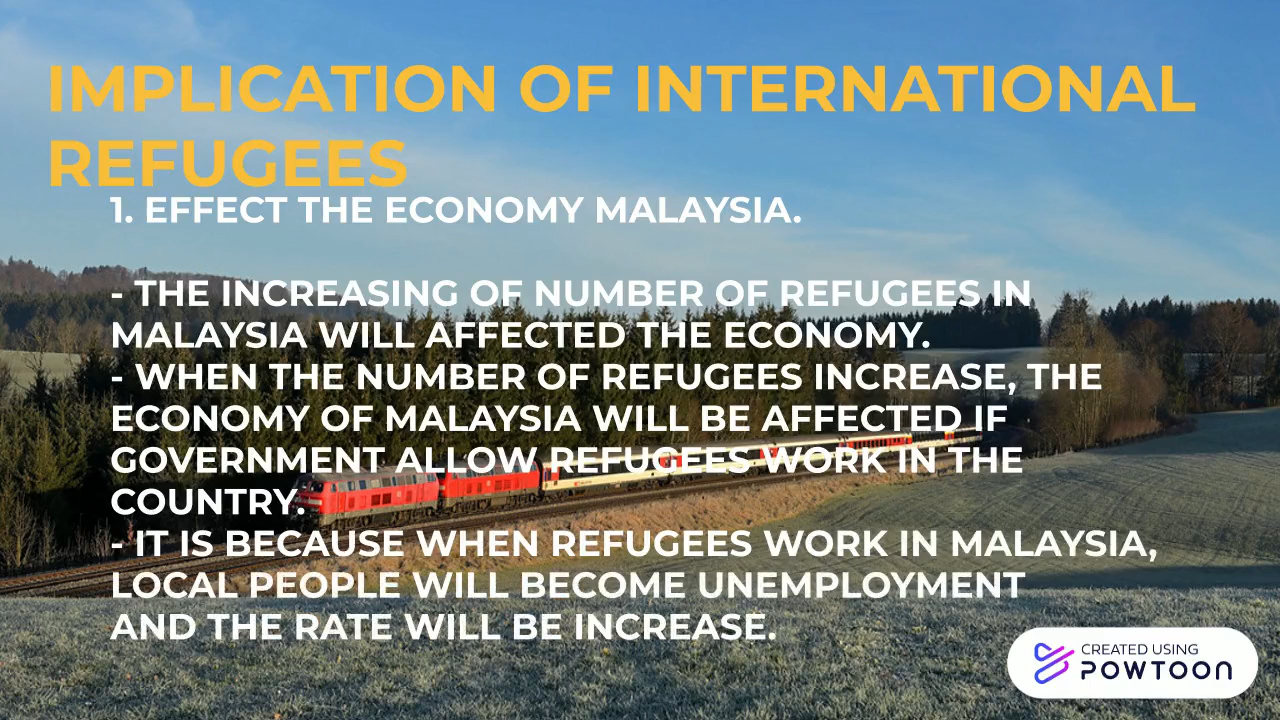 IMPLICATION OF INTERNATIONAL
REFUGEES
1. EFFECT THE ECONOMY MALAYSIA.
- THE INCREASING OF NUMBER OF REFUGEES IN
MALAYSIA WILL AFFECTED THE ECONOMY.
- WHEN THE NUMBER OF REFUGEES INCREASE, THE
ECONOMY OF MALAYSIA WILL BE AFFECTED IF
GOVERNMENT ALLOW REFUGEES WORK IN THE
COUNTRY.
- IT IS BECAUSE WHEN REFUGEES WORK IN MALAYSIA,
LOCAL PEOPLE WILL BECOME UNEMPLOYMENT
AND THE RATE WILL BE INCREASE.
CREATED USING
POWTOON